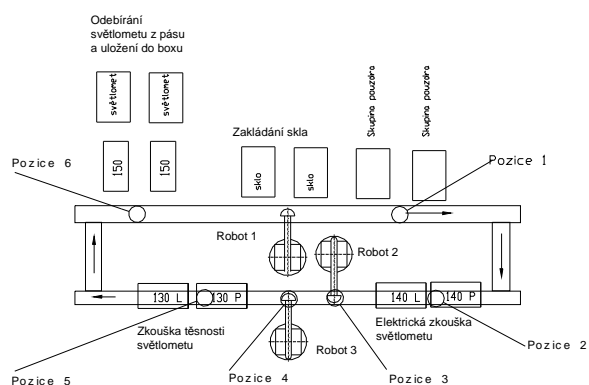 Odebírání
světlometu z pásu
a uložení do boxu
světlomet
světlomet
Skupina pouzdra
Skupina pouzdra
Zakládání skla
150
150
sklo
sklo
Pozice 6
Pozice 1
Robot 1
Robot 2
130 L
130 P
140 L
140 P
Zkouška těsnosti
světlometu
Elektrická zkouška
světlometu
Robot 3
Pozice 2
Pozice 5
Pozice 4
Pozice 3